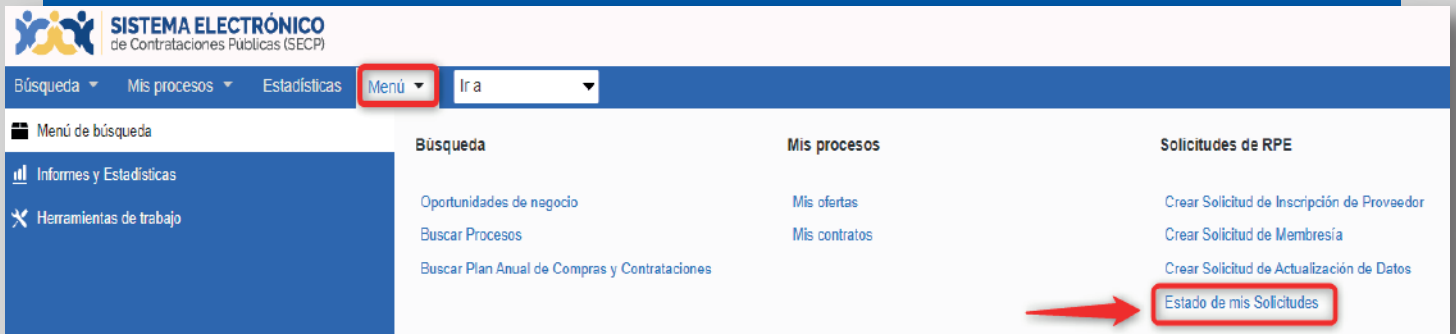 SISTEMA ELECTRÓNICO
de Contrataciones Públicas (SECP)
Búsqueda Mis procesos Estadísticas Menú Ir a
Menú de búsqueda
Informes y Estadísticas
Herramientas de trabajo
Búsqueda
Oportunidades de negocio
Buscar Procesos
Buscar Plan Anual de Compras y Contrataciones
Mis procesos
Mis ofertas
Mis contratos
Solicitudes de RPE
Crear Solicitud de Inscripción de Proveedor
Crear Solicitud de Membresía
Crear Solicitud de Actualización de Datos
Estado de mis Solicitudes